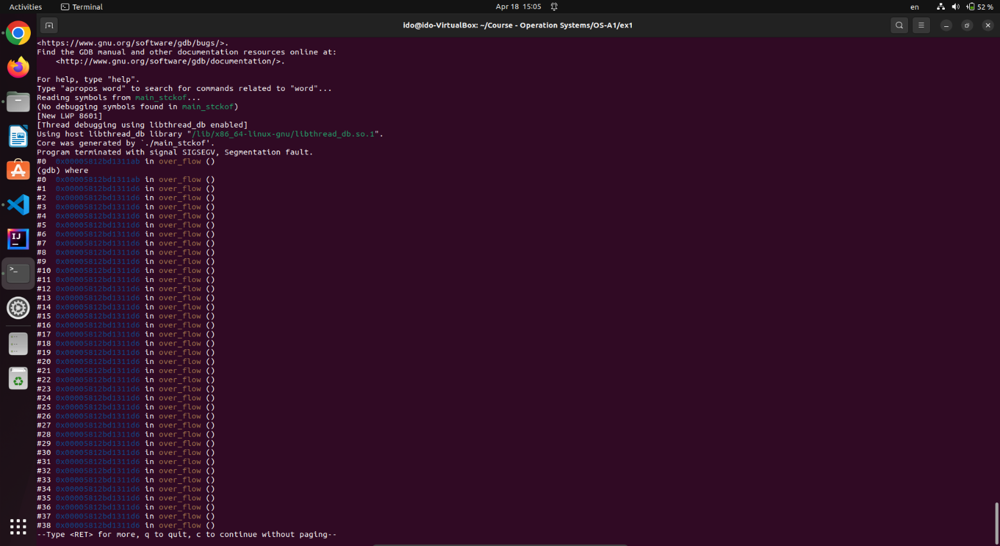 Activities
Terminal
Apr 18 15:05
en
52 %
ido@ido-VirtualBox: ~/Course - Operation Systems/OS-A1/ex1
<https://www.gnu.org/software/gdb/bugs/>.
Find the GDB manual and other documentation resources online at:
    <http://www.gnu.org/software/gdb/documentation/>.

For help, type "help".
Type "apropos word" to search for commands related to "word"...
Reading symbols from main_stckof...
(No debugging symbols found in main_stckof)
[New LWP 8601]
[Thread debugging using libthread_db enabled]
Using host libthread_db library "/lib/x86_64-linux-gnu/libthread_db.so.1".
Core was generated by `./main_stckof'.
Program terminated with signal SIGSEGV, Segmentation fault.
#0  0x00005812bd1311ab in over_flow ()
(gdb) where
#0  0x00005812bd1311ab in over_flow ()
#1  0x00005812bd1311d6 in over_flow ()
#2  0x00005812bd1311d6 in over_flow ()
#3  0x00005812bd1311d6 in over_flow ()
#4  0x00005812bd1311d6 in over_flow ()
#5  0x00005812bd1311d6 in over_flow ()
#6  0x00005812bd1311d6 in over_flow ()
#7  0x00005812bd1311d6 in over_flow ()
#8  0x00005812bd1311d6 in over_flow ()
#9  0x00005812bd1311d6 in over_flow ()
#10 0x00005812bd1311d6 in over_flow ()
#11 0x00005812bd1311d6 in over_flow ()
#12 0x00005812bd1311d6 in over_flow ()
#13 0x00005812bd1311d6 in over_flow ()
#14 0x00005812bd1311d6 in over_flow ()
#15 0x00005812bd1311d6 in over_flow ()
#16 0x00005812bd1311d6 in over_flow ()
#17 0x00005812bd1311d6 in over_flow ()
#18 0x00005812bd1311d6 in over_flow ()
#19 0x00005812bd1311d6 in over_flow ()
#20 0x00005812bd1311d6 in over_flow ()
#21 0x00005812bd1311d6 in over_flow ()
#22 0x00005812bd1311d6 in over_flow ()
#23 0x00005812bd1311d6 in over_flow ()
#24 0x00005812bd1311d6 in over_flow ()
#25 0x00005812bd1311d6 in over_flow ()
#26 0x00005812bd1311d6 in over_flow ()
#27 0x00005812bd1311d6 in over_flow ()
#28 0x00005812bd1311d6 in over_flow ()
#29 0x00005812bd1311d6 in over_flow ()
#30 0x00005812bd1311d6 in over_flow ()
#31 0x00005812bd1311d6 in over_flow ()
#32 0x00005812bd1311d6 in over_flow ()
#33 0x00005812bd1311d6 in over_flow ()
#34 0x00005812bd1311d6 in over_flow ()
#35 0x00005812bd1311d6 in over_flow ()
#36 0x00005812bd1311d6 in over_flow ()
#37 0x00005812bd1311d6 in over_flow ()
#38 0x00005812bd1311d6 in over_flow ()
--Type <RET> for more, q to quit, c to continue without paging--
IJ